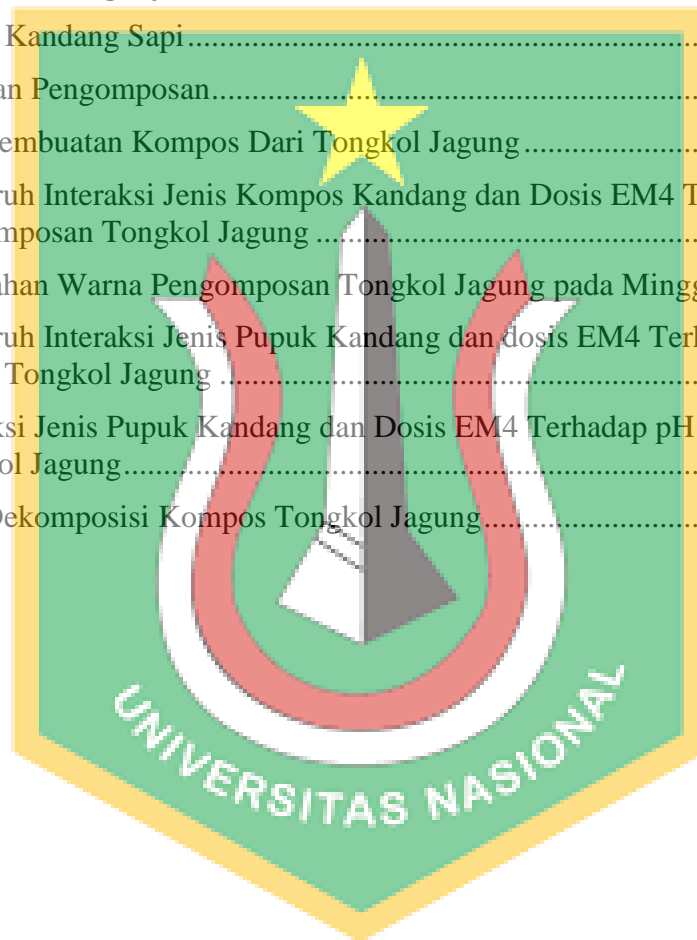 Kandang Sapi
an Pengomposan
embuatan Kompos Dari Tongkol Jagung
ruh Interaksi Jenis Kompos Kandang dan Dosis EM4 T
mposan Tongkol Jagung
ahan Warna Pengomposan Tongkol Jagung pada Mingg
ruh Interaksi Jenis Pupuk Kandang dan dosis EM4 Terh
Tongkol Jagung
ksi Jenis Pupuk Kandang dan Dosis EM4 Terhadap pH
ol Jagung
Dekomposisi Kompos Tongkol Jagung
UNIVERSITAS NASIONAL